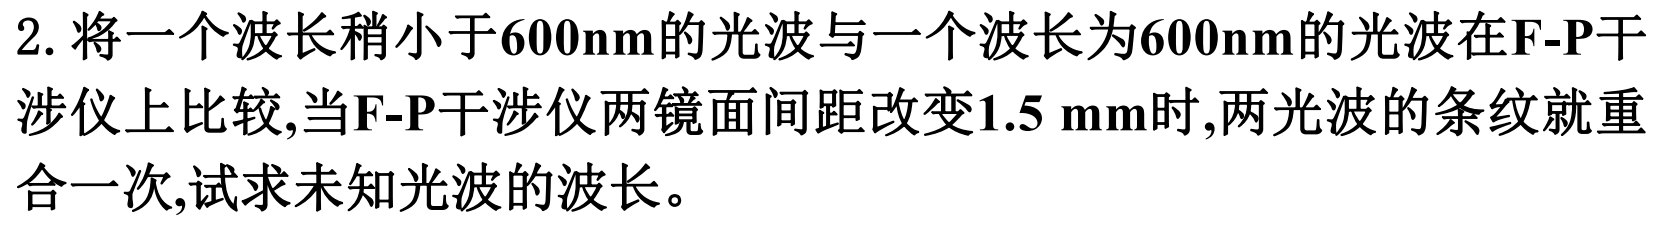 2. 将一个波长稍小于600nm的光波与一个波长为600nm的光波在F-P干
涉仪上比较,当F-P干涉仪两镜面间距改变1.5 mm时,两光波的条纹就重
合一次,试求未知光波的波长。